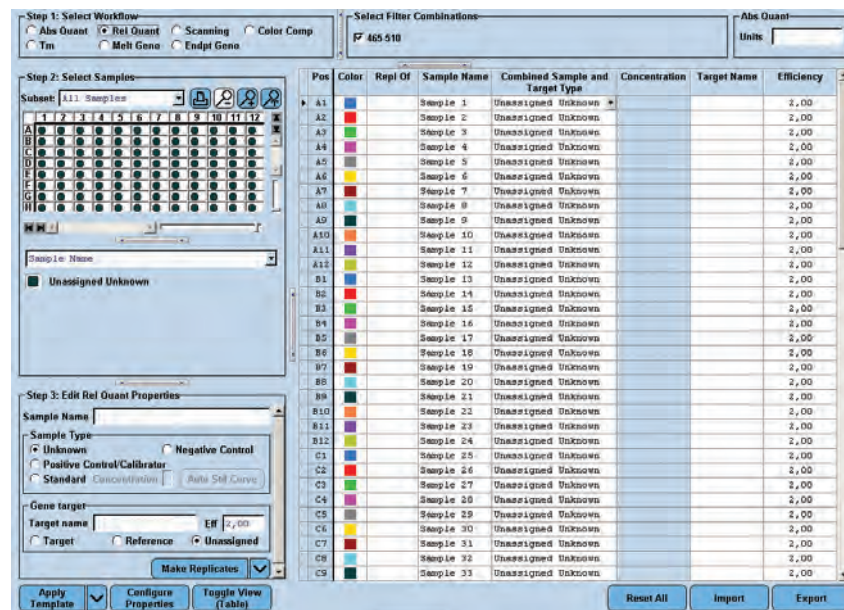 Step 1: Select Workflow
Abs Quant Rel Quant Scanning Color Comp
Tm Melt Geno Endpt Geno
Select Filter Combinations
465-510
Abs Quant
Units
Step 2: Select Samples
Subset: All Samples
1 2 3 4 5 6 7 8 9 10 11 12
A
B
C
D
E
F
G
H
Sample Name
Unassigned Unknown
Step 3: Edit Rel Quant Properties
Sample Name
Sample Type
Unknown Negative Control
Positive Control/Calibrator
Standard Concentration Auto Std Curve
Gene target
Target name Eff 2,00
Target Reference Unassigned
Make Replicates
Apply Template Configure Properties Toggle View (Table)
Pos Color Repl Of Sample Name Combined Sample and Target Type Concentration Target Name Efficiency
A1 Sample 1 Unassigned Unknown 2,00
A2 Sample 2 Unassigned Unknown 2,00
A3 Sample 3 Unassigned Unknown 2,00
A4 Sample 4 Unassigned Unknown 2,00
A5 Sample 5 Unassigned Unknown 2,00
A6 Sample 6 Unassigned Unknown 2,00
A7 Sample 7 Unassigned Unknown 2,00
A8 Sample 8 Unassigned Unknown 2,00
A9 Sample 9 Unassigned Unknown 2,00
A10 Sample 10 Unassigned Unknown 2,00
A11 Sample 11 Unassigned Unknown 2,00
A12 Sample 12 Unassigned Unknown 2,00
B1 Sample 13 Unassigned Unknown 2,00
B2 Sample 14 Unassigned Unknown 2,00
B3 Sample 15 Unassigned Unknown 2,00
B4 Sample 16 Unassigned Unknown 2,00
B5 Sample 17 Unassigned Unknown 2,00
B6 Sample 18 Unassigned Unknown 2,00
B7 Sample 19 Unassigned Unknown 2,00
B8 Sample 20 Unassigned Unknown 2,00
B9 Sample 21 Unassigned Unknown 2,00
B10 Sample 22 Unassigned Unknown 2,00
B11 Sample 23 Unassigned Unknown 2,00
B12 Sample 24 Unassigned Unknown 2,00
C1 Sample 25 Unassigned Unknown 2,00
C2 Sample 26 Unassigned Unknown 2,00
C3 Sample 27 Unassigned Unknown 2,00
C4 Sample 28 Unassigned Unknown 2,00
C5 Sample 29 Unassigned Unknown 2,00
C6 Sample 30 Unassigned Unknown 2,00
C7 Sample 31 Unassigned Unknown 2,00
C8 Sample 32 Unassigned Unknown 2,00
C9 Sample 33 Unassigned Unknown 2,00
Reset All Import Export